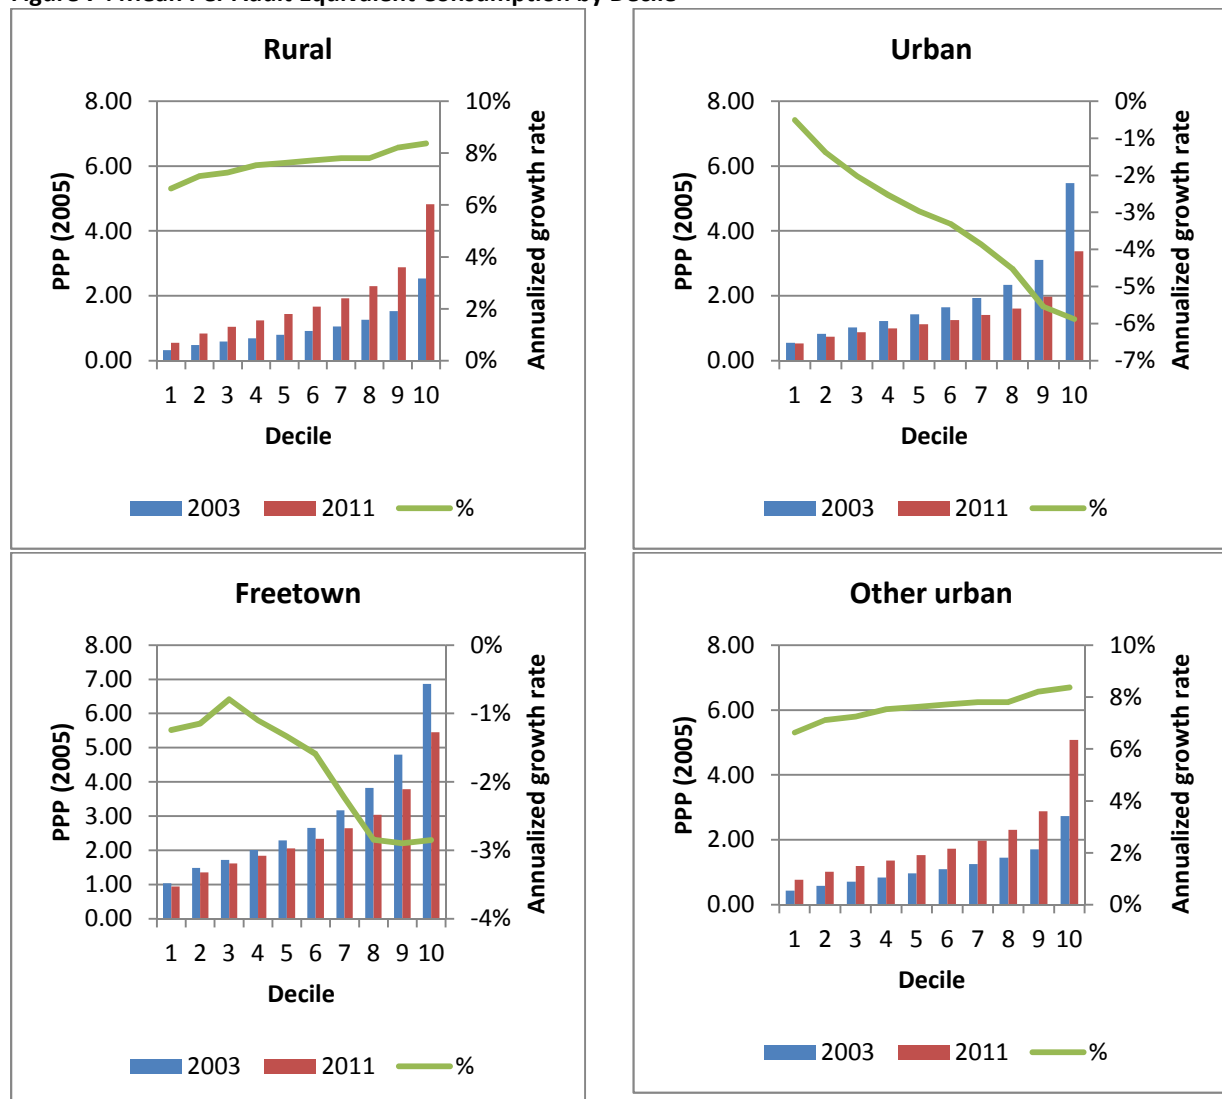 Rural
8.00
6.00
4.00
2.00
0.00
PPP (2005)
10%
8%
6%
4%
2%
0%
Annualized growth rate
1 2 3 4 5 6 7 8 9 10
Decile
2003 2011 %
Urban
8.00
6.00
4.00
2.00
0.00
PPP (2005)
0%
-1%
-2%
-3%
-4%
-5%
-6%
-7%
Annualized growth rate
1 2 3 4 5 6 7 8 9 10
Decile
2003 2011 %
Freetown
8.00
7.00
6.00
5.00
4.00
3.00
2.00
1.00
0.00
PPP (2005)
0%
-1%
-2%
-3%
-4%
Annualized growth rate
1 2 3 4 5 6 7 8 9 10
Decile
2003 2011 %
Other urban
8.00
6.00
4.00
2.00
0.00
PPP (2005)
10%
8%
6%
4%
2%
0%
Annualized growth rate
1 2 3 4 5 6 7 8 9 10
Decile
2003 2011 %